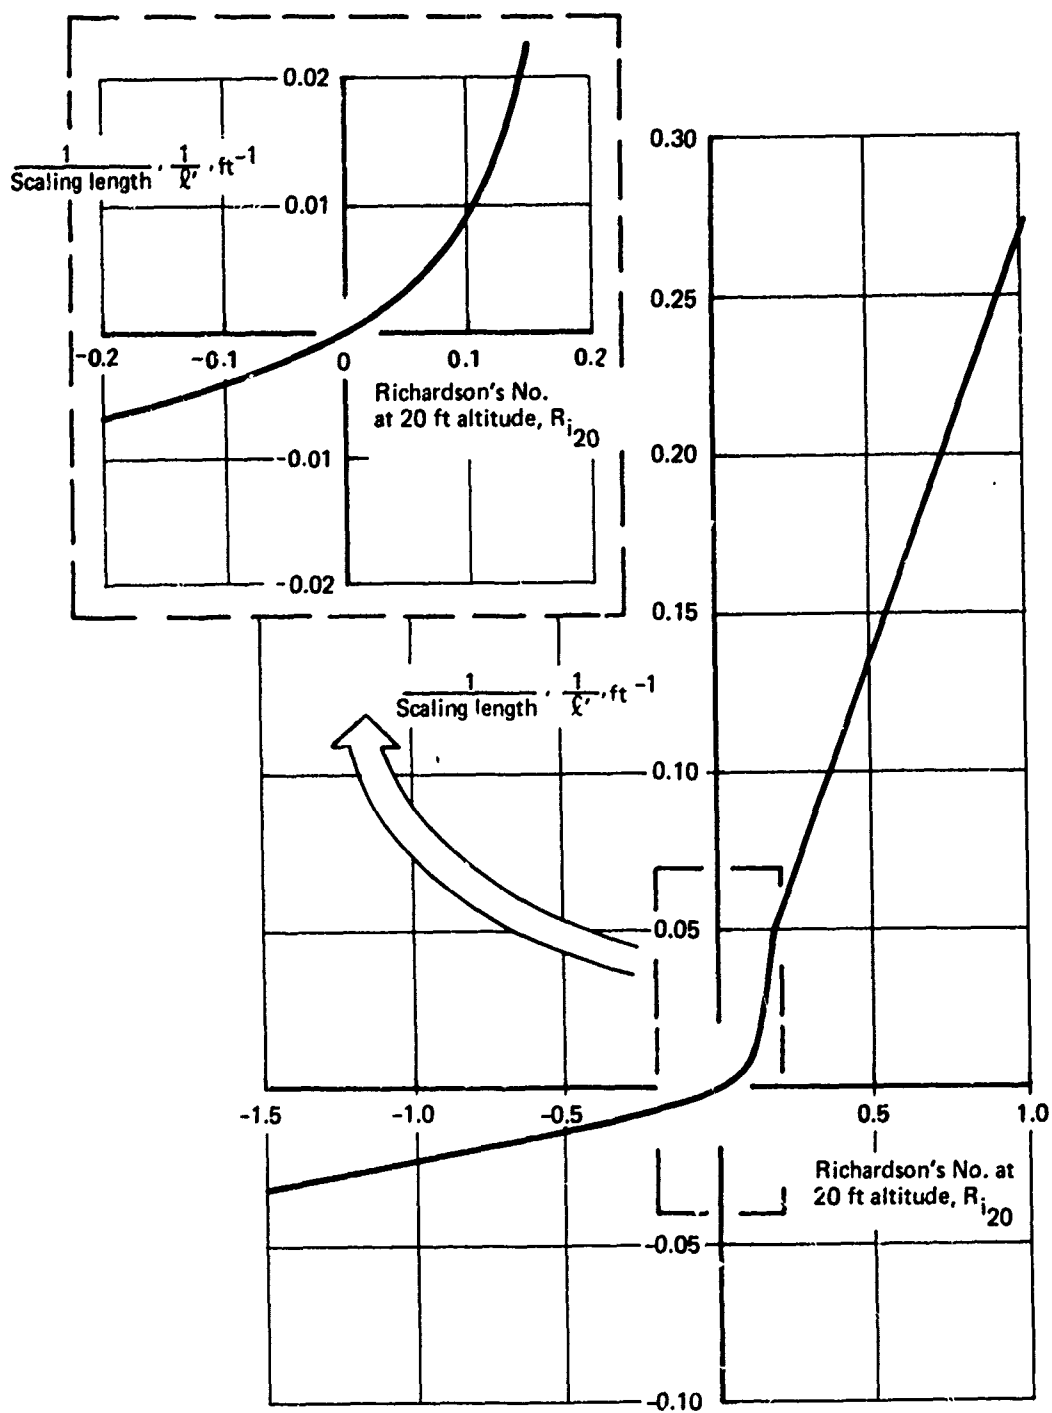 0.02
1
Scaling length , 1/ℓ' , ft⁻¹
0.01
-0.2 -0.1 0 0.1 0.2
Richardson's No.
at 20 ft altitude, Ri20
-0.01
-0.02
0.30
0.25
0.20
0.15
1
Scaling length , 1/ℓ' , ft⁻¹
0.10
0.05
-1.5 -1.0 -0.5 0.5 1.0
Richardson's No. at
20 ft altitude, Ri20
-0.05
-0.10